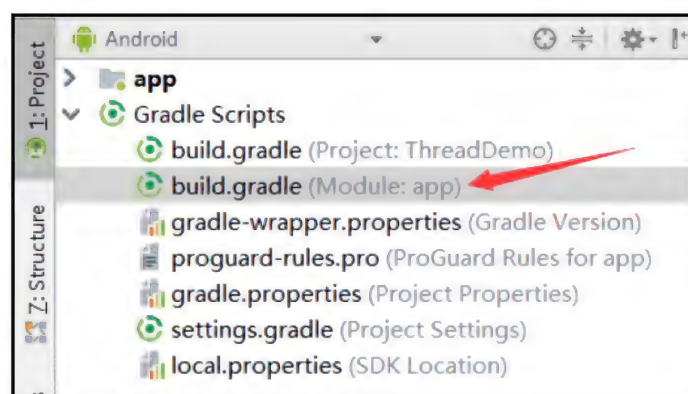 Android
1: Project
app
Gradle Scripts
build.gradle (Project: ThreadDemo)
build.gradle (Module: app)
gradle-wrapper.properties (Gradle Version)
Z: Structure
proguard-rules.pro (ProGuard Rules for app)
gradle.properties (Project Properties)
settings.gradle (Project Settings)
local.properties (SDK Location)